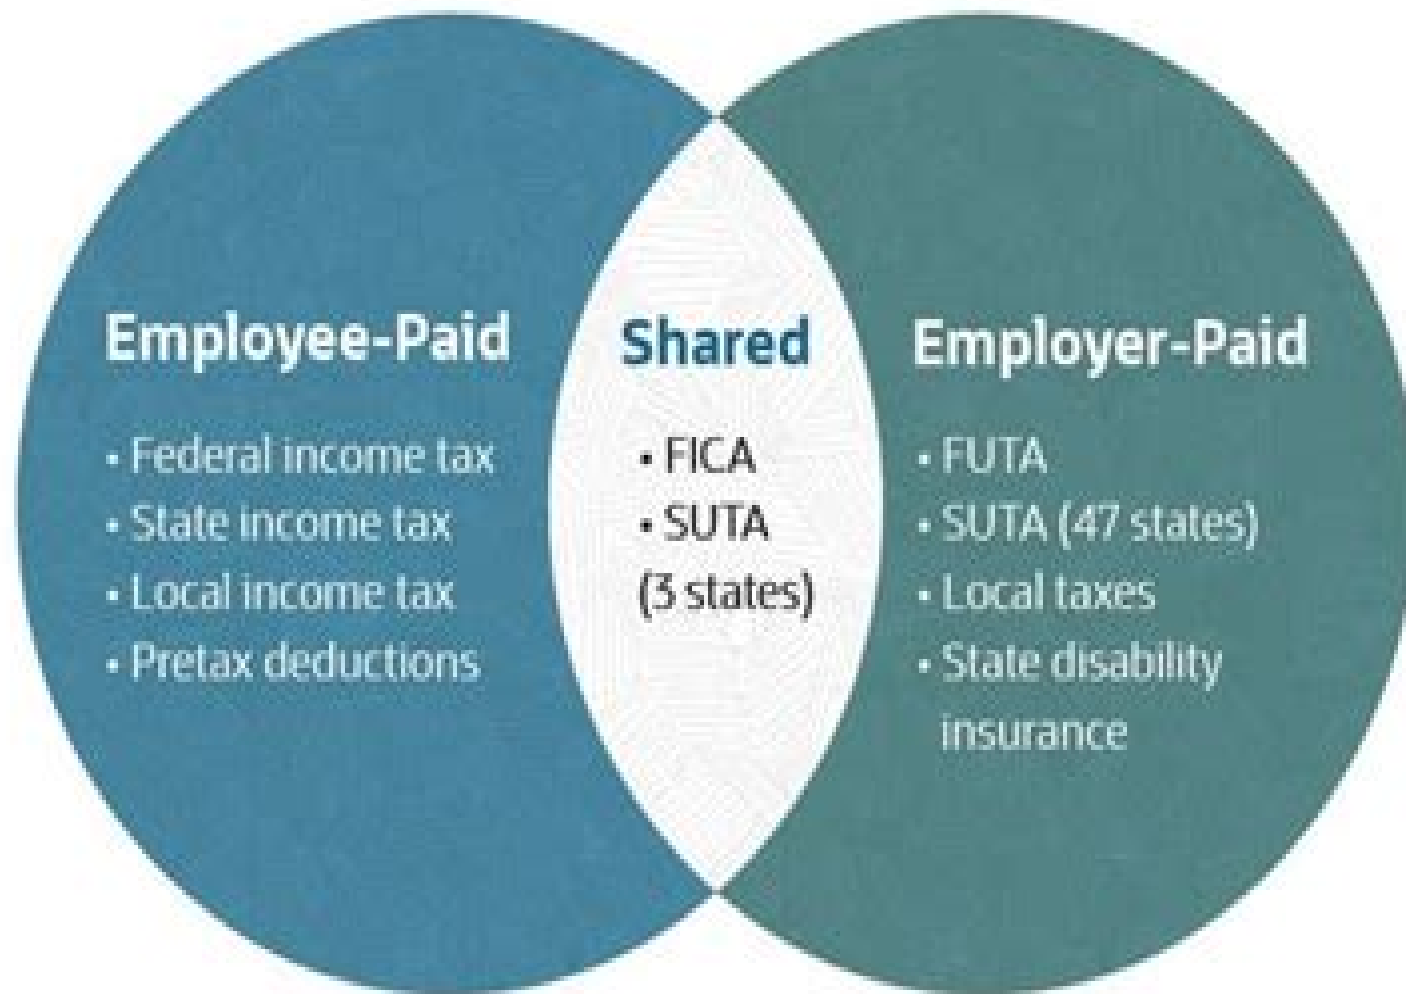 Employee-Paid
• Federal income tax
• State income tax
• Local income tax
• Pretax deductions
Shared
• FICA
• SUTA
(3 states)
Employer-Paid
• FUTA
• SUTA (47 states)
• Local taxes
• State disability
insurance